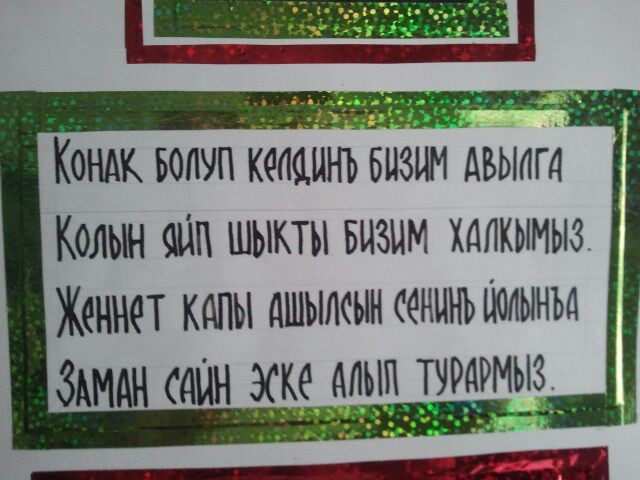 Конак болуп келдинъ бизим авылга
Колын яйп шыкты бизим халкымыз.
Женнет капы ашылсын сенинъ йолынъа
Заман сайн эске алып турармыз.